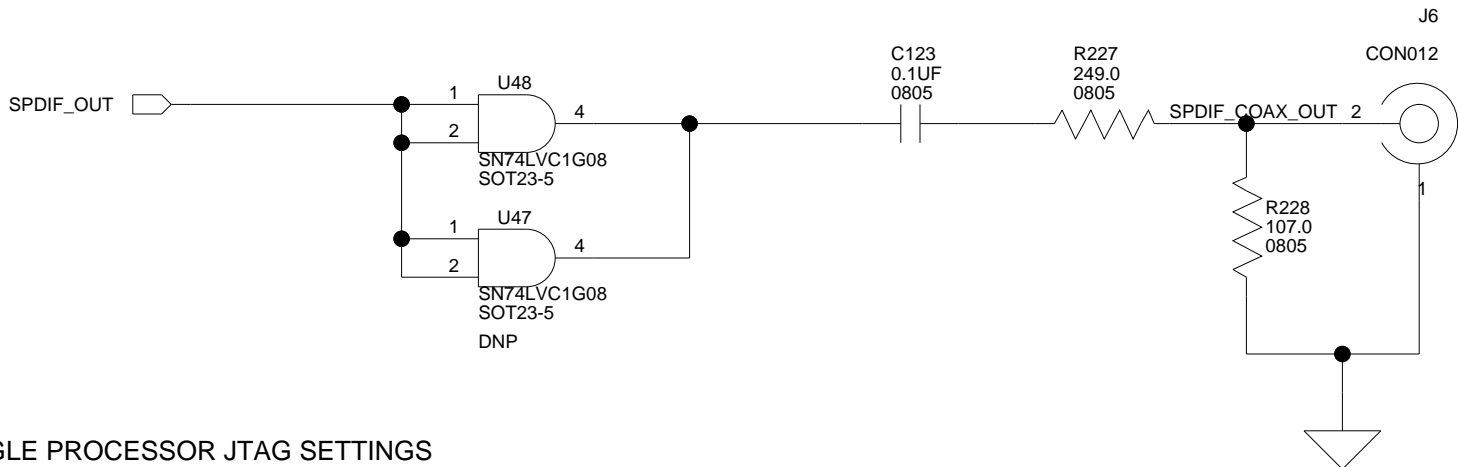 J6
CON012
C123
0.1UF
0805
R227
249.0
0805
SPDIF_OUT
1
U48
4
2
SN74LVC1G08
SOT23-5
SPDIF_COAX_OUT 2
1
R228
107.0
0805
1
U47
4
2
SN74LVC1G08
SOT23-5
DNP
GLE PROCESSOR JTAG SETTINGS